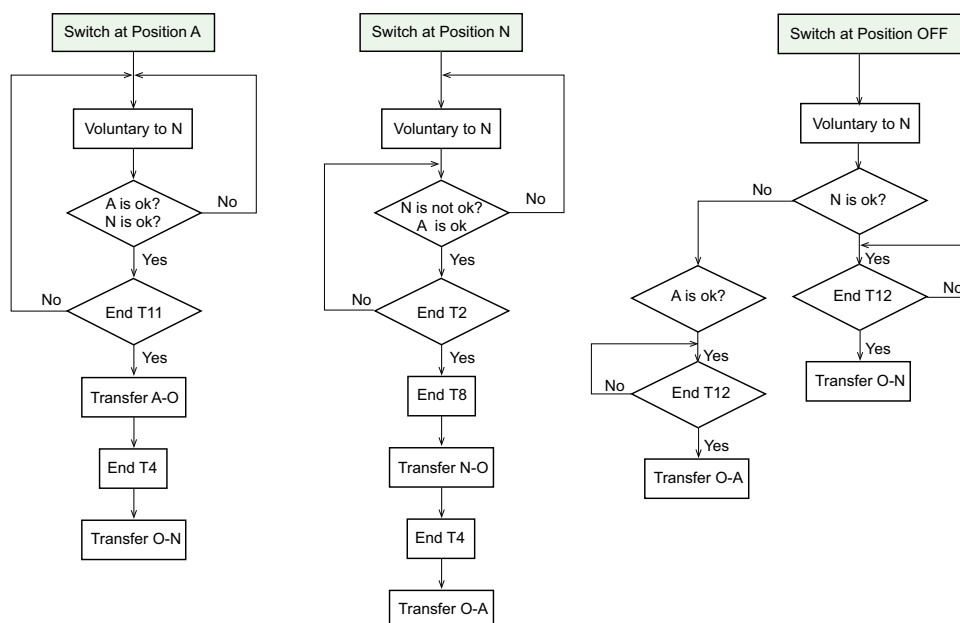 Switch at Position A
Voluntary to N
A is ok?
N is ok?
No
Yes
No
End T11
Yes
Transfer A-O
End T4
Transfer O-N
Switch at Position N
Voluntary to N
N is not ok?
A is ok
No
Yes
No
End T2
Yes
End T8
Transfer N-O
End T4
Transfer O-A
Switch at Position OFF
Voluntary to N
No
N is ok?
Yes
End T12
No
Yes
Transfer O-N
A is ok?
Yes
No
End T12
Yes
Transfer O-A